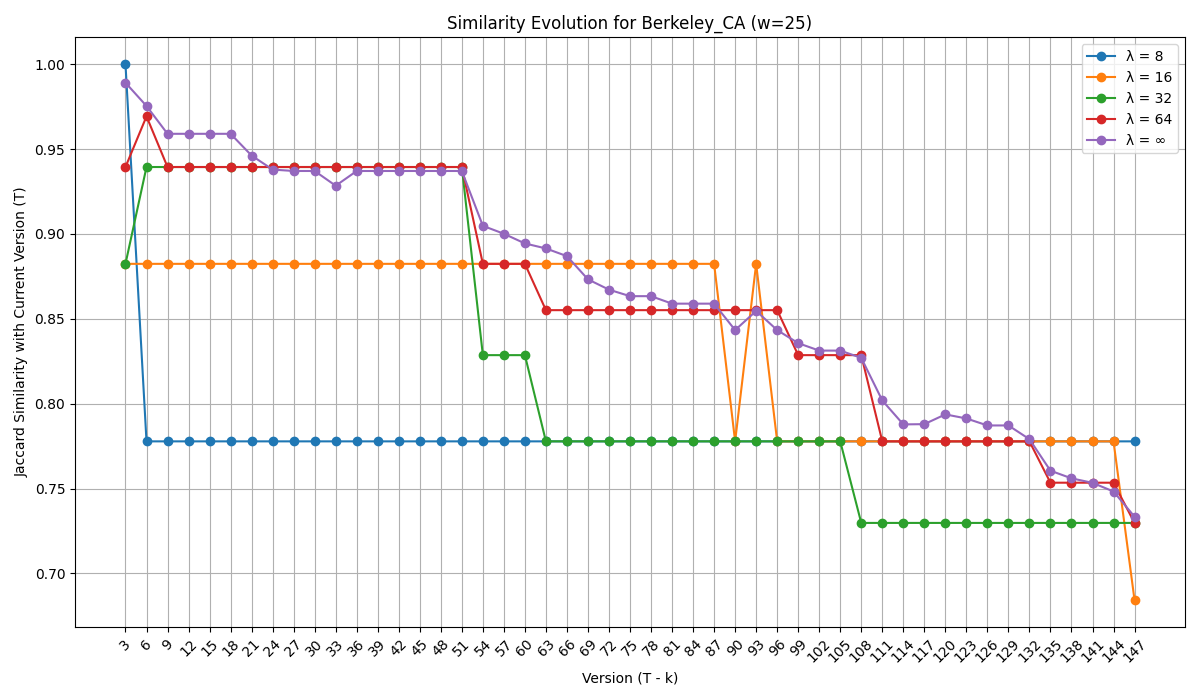 Similarity Evolution for Berkeley_CA (w=25)
Jaccard Similarity with Current Version (T)
1.00
0.95
0.90
0.85
0.80
0.75
0.70
λ = 8
λ = 16
λ = 32
λ = 64
λ = ∞
3 6 9 12 15 18 21 24 27 30 33 36 39 42 45 48 51 54 57 60 63 66 69 72 75 78 81 84 87 90 93 96 99 102 105 108 111 114 117 120 123 126 129 132 135 138 141 144 147
Version (T - k)